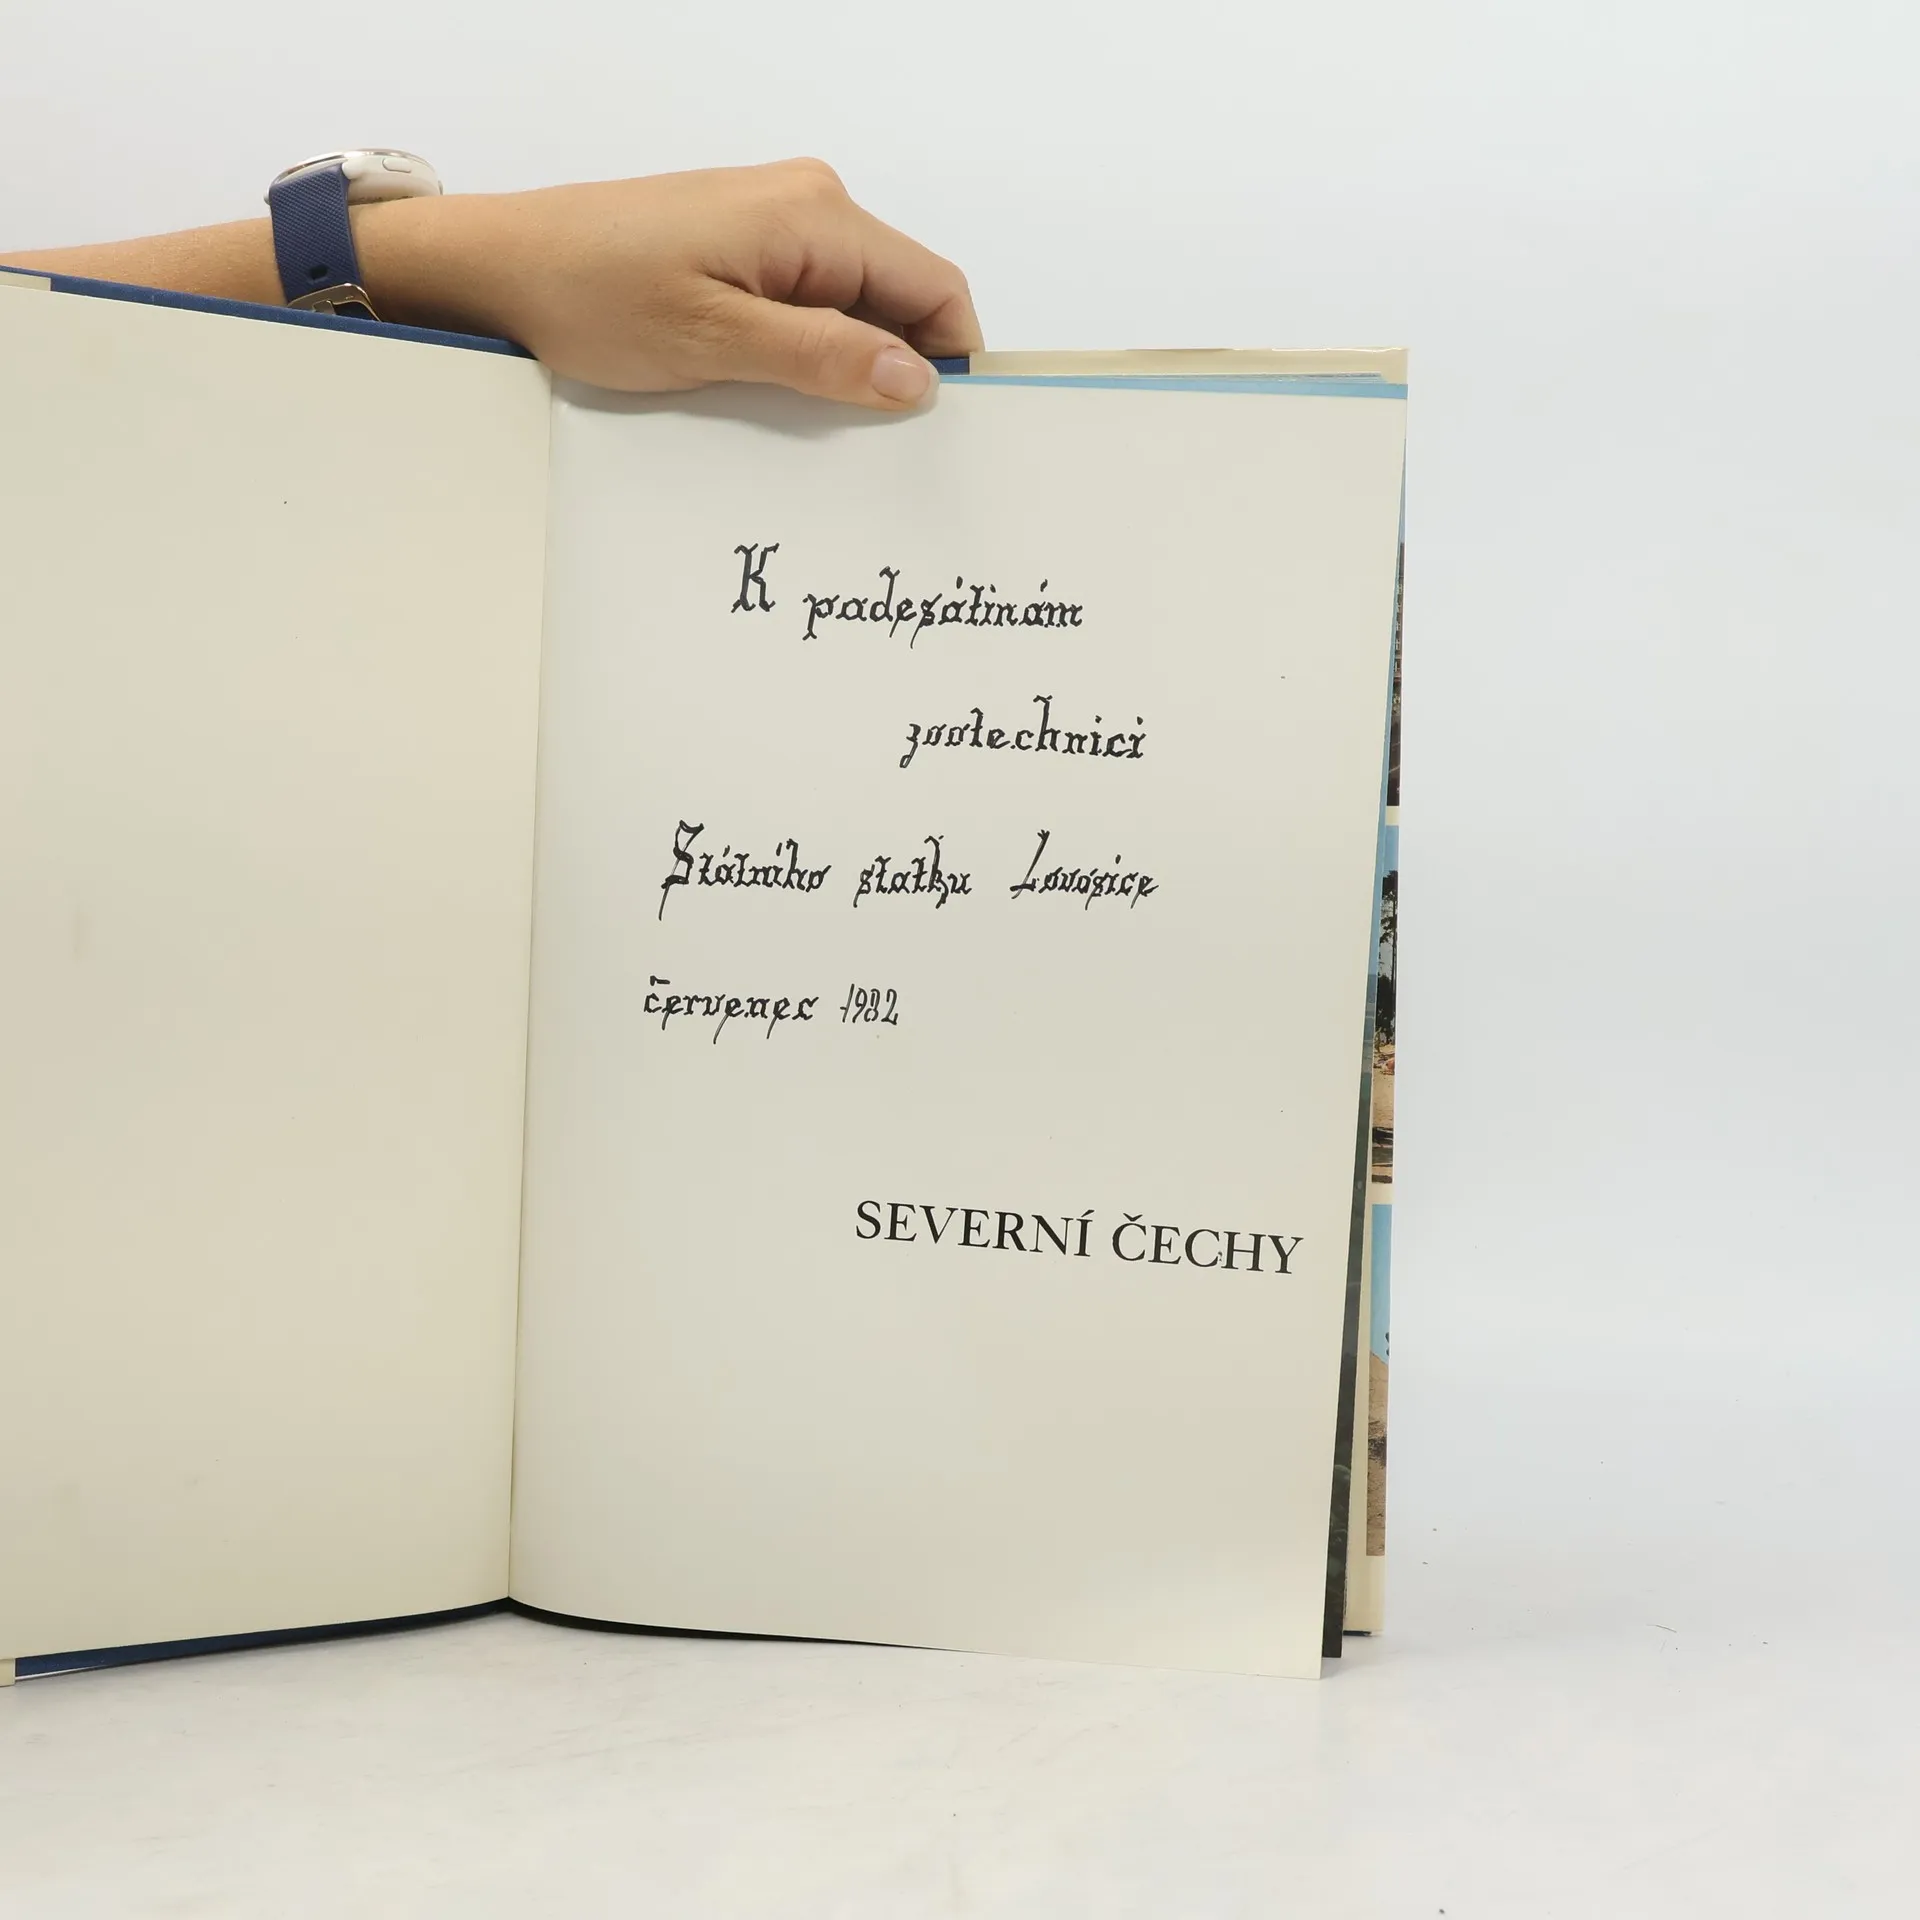 K padesátinám
zootechnici
Státního statku Lovosice
červenec 1982
SEVERNÍ ČECHY